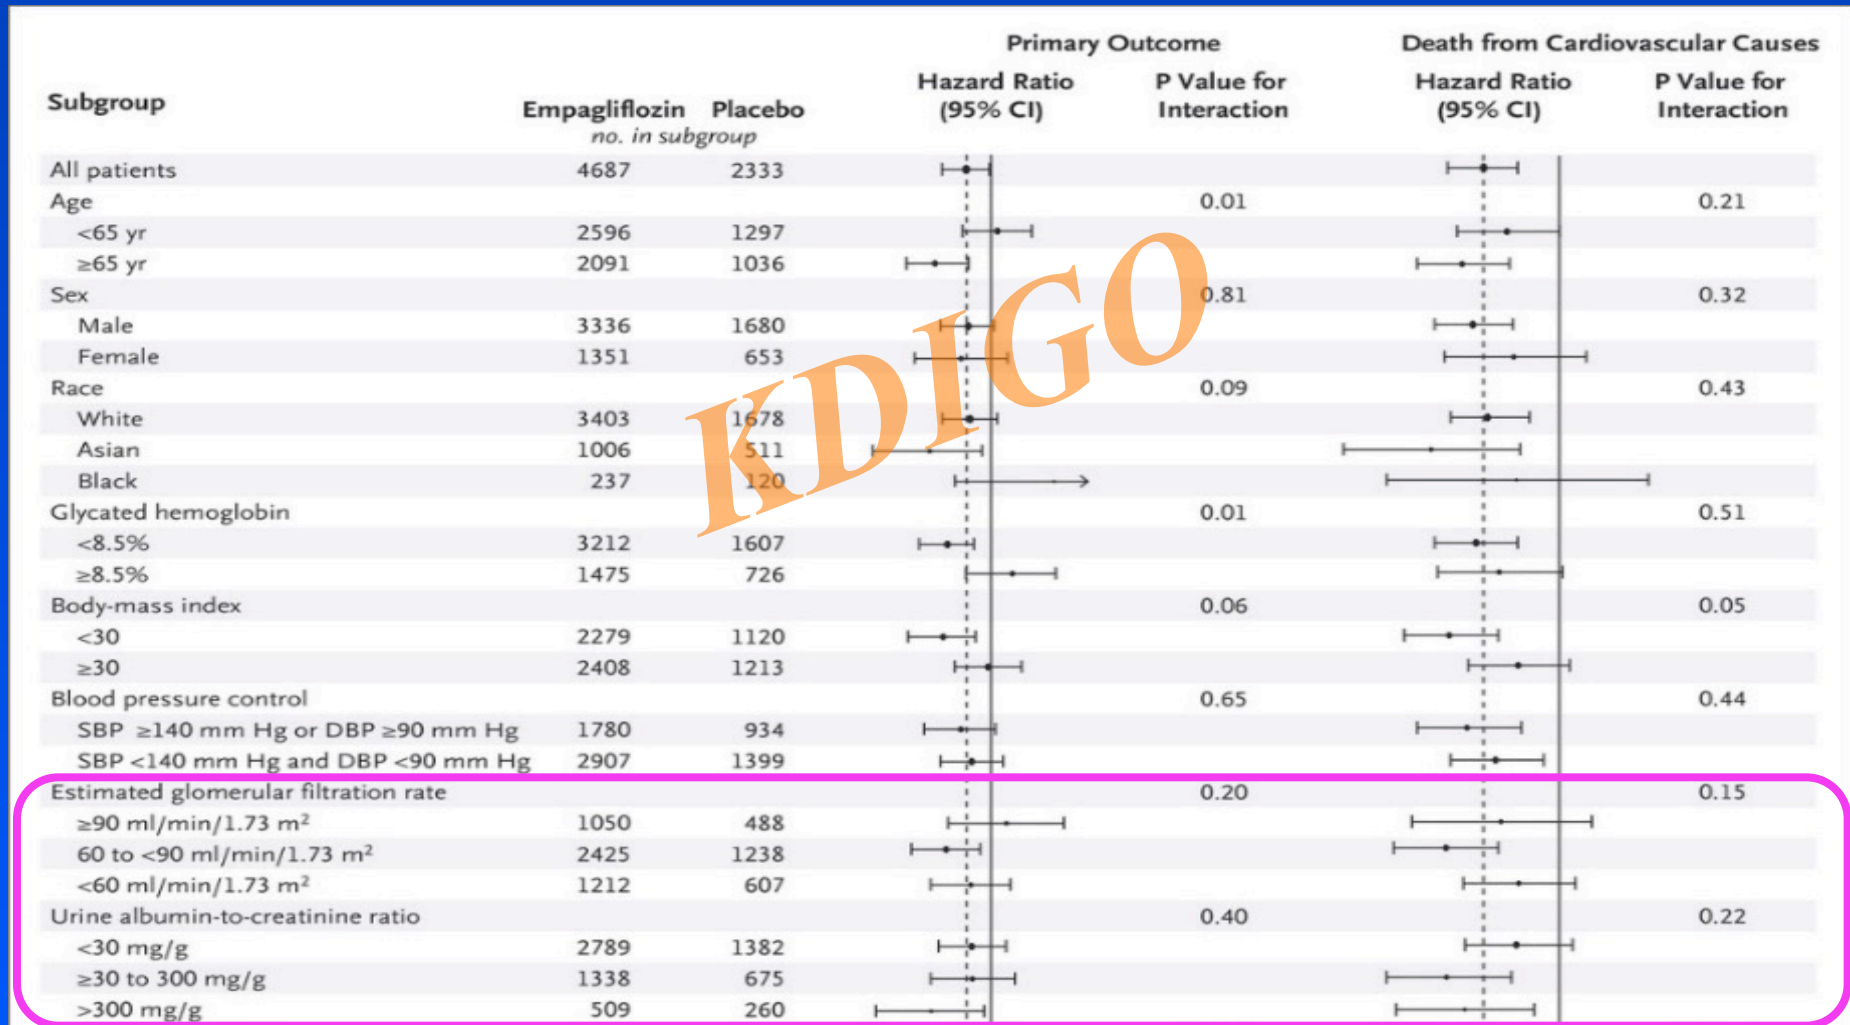 Primary Outcome Death from Cardiovascular Causes
Subgroup Empagliflozin Placebo Hazard Ratio (95% CI) P Value for Interaction Hazard Ratio (95% CI) P Value for Interaction
no. in subgroup
All patients 4687 2333
Age 0.01 0.21
<65 yr 2596 1297
≥65 yr 2091 1036
Sex 0.81 0.32
Male 3336 1680
Female 1351 653
Race 0.09 0.43
White 3403 1678
Asian 1006 511
Black 237 120
Glycated hemoglobin 0.01 0.51
<8.5% 3212 1607
≥8.5% 1475 726
Body-mass index 0.06 0.05
<30 2279 1120
≥30 2408 1213
Blood pressure control 0.65 0.44
SBP ≥140 mm Hg or DBP ≥90 mm Hg 1780 934
SBP <140 mm Hg and DBP <90 mm Hg 2907 1399
Estimated glomerular filtration rate 0.20 0.15
≥90 ml/min/1.73 m² 1050 488
60 to <90 ml/min/1.73 m² 2425 1238
<60 ml/min/1.73 m² 1212 607
Urine albumin-to-creatinine ratio 0.40 0.22
<30 mg/g 2789 1382
≥30 to 300 mg/g 1338 675
>300 mg/g 509 260
KDIGO